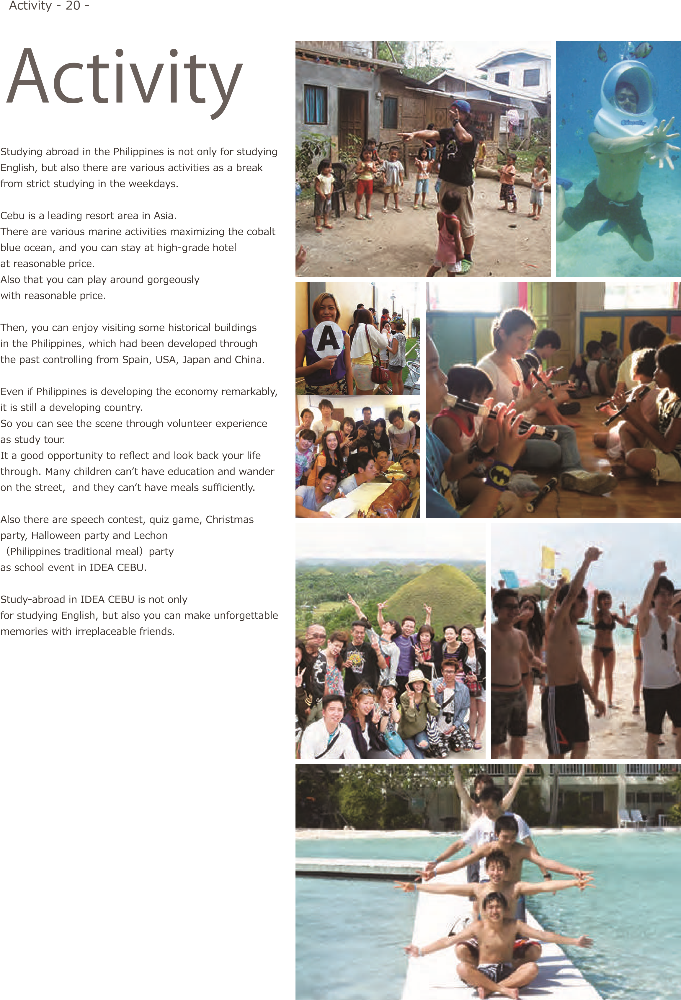 Activity - 20 -
Activity
Studying abroad in the Philippines is not only for studying
English, but also there are various activities as a break
from strict studying in the weekdays.
Cebu is a leading resort area in Asia.
There are various marine activities maximizing the cobalt
blue ocean, and you can stay at high-grade hotel
at reasonable price.
Also that you can play around gorgeously
with reasonable price.
Then, you can enjoy visiting some historical buildings
in the Philippines, which had been developed through
the past controlling from Spain, USA, Japan and China.
Even if Philippines is developing the economy remarkably,
it is still a developing country.
So you can see the scene through volunteer experience
as study tour.
It a good opportunity to reflect and look back your life
through. Many children can’t have education and wander
on the street,  and they can’t have meals sufficiently.
Also there are speech contest, quiz game, Christmas
party, Halloween party and Lechon
（Philippines traditional meal）party
as school event in IDEA CEBU.
Study-abroad in IDEA CEBU is not only
for studying English, but also you can make unforgettable
memories with irreplaceable friends.
A